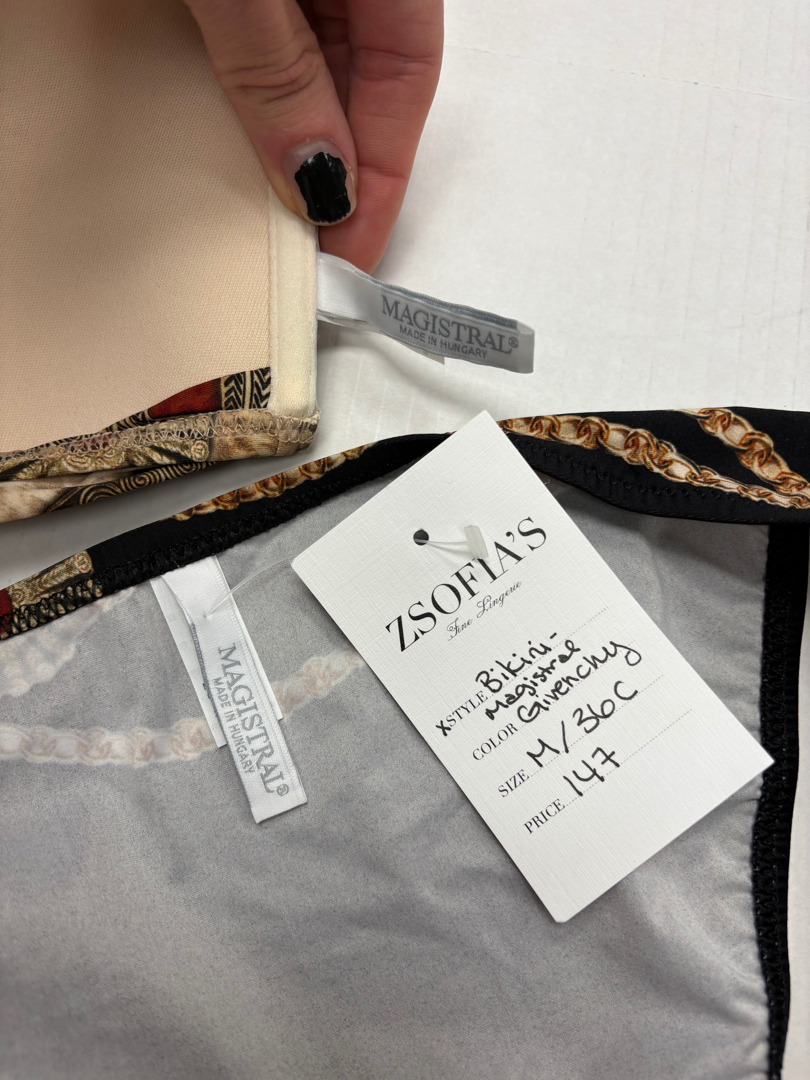 MAGISTRAL®
MADE IN HUNGARY
ZSOFIA'S
Fine Lingerie
xSTYLE Bikini-
Magistral
COLOR Givenchy
SIZE M/36C
PRICE 147
MAGISTRAL®
MADE IN HUNGARY